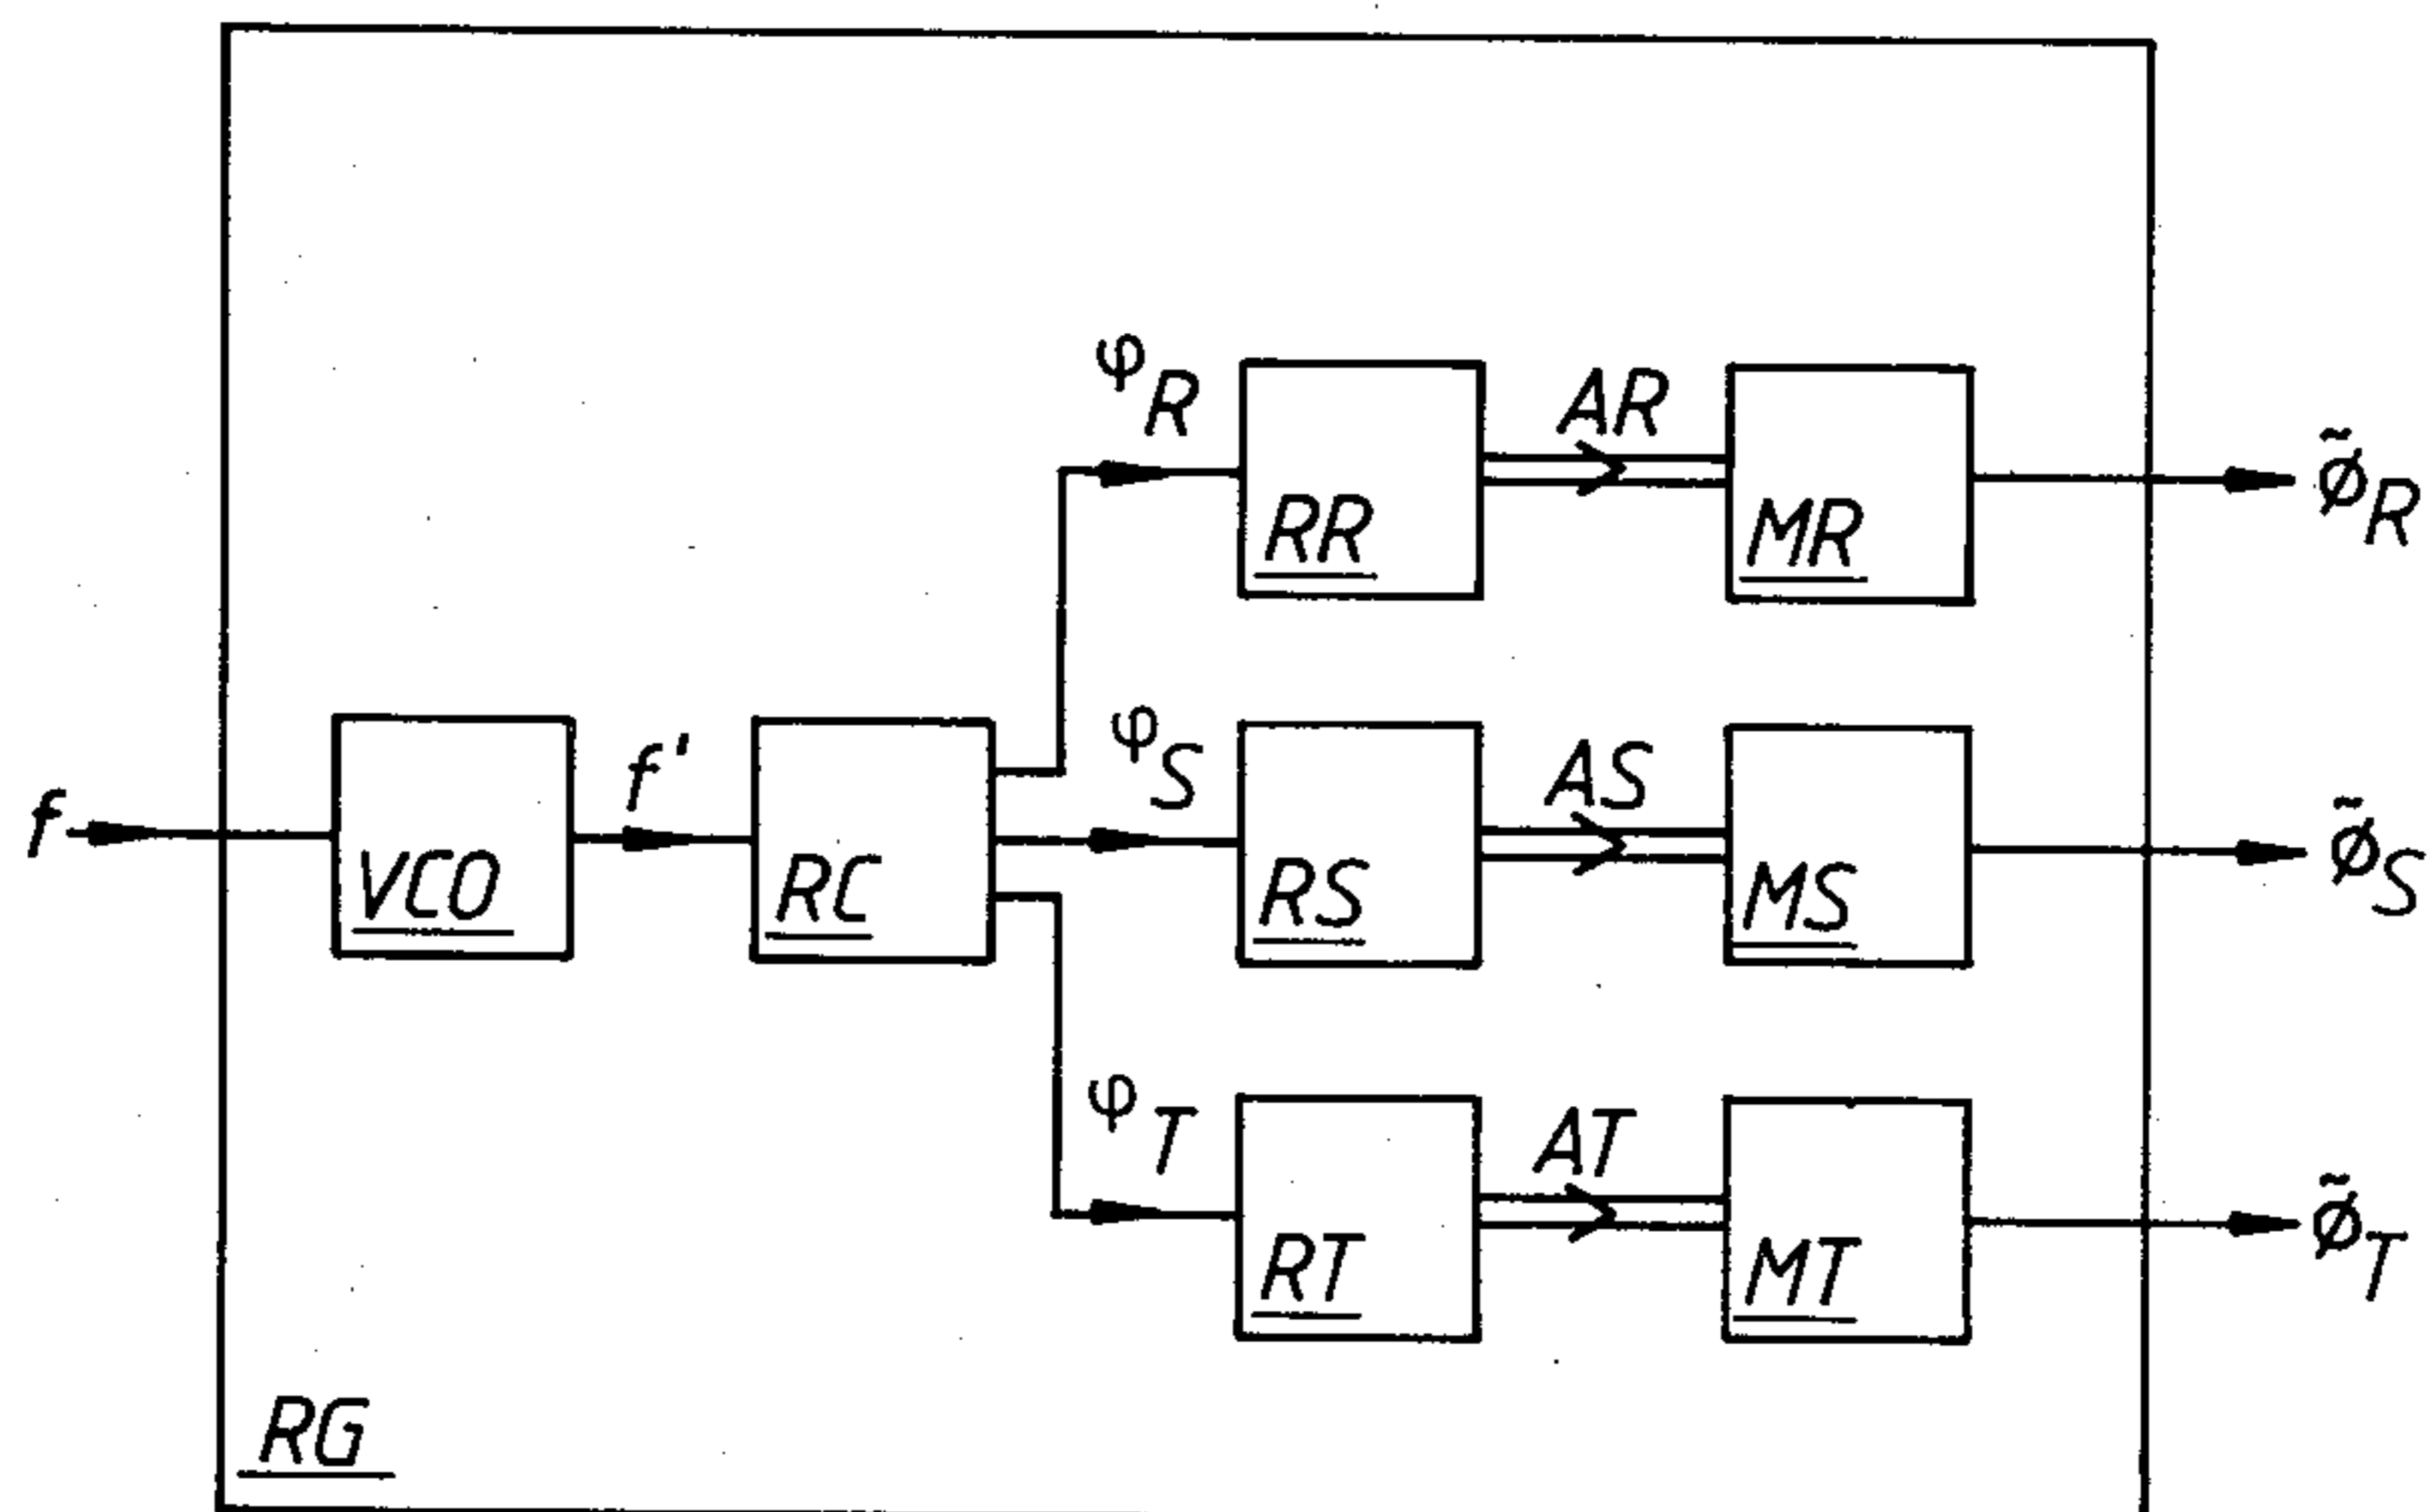 φR
AR
RR
MR
ϕ̃R
f
VCO
f'
RC
φS
AS
RS
MS
ϕ̃S
φT
AT
RT
MT
ϕ̃T
RG